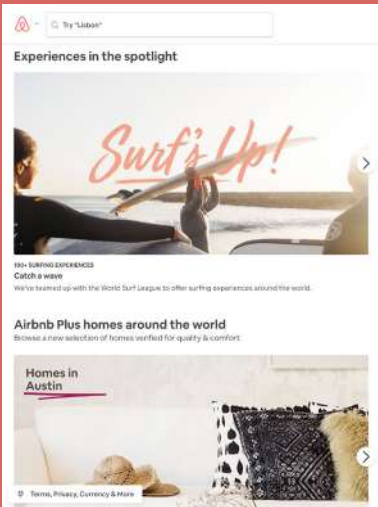 Try "Lisbon"
Experiences in the spotlight
Surf's Up!
100+ SURFING EXPERIENCES
Catch a wave
We've teamed up with the World Surf League to offer surfing experiences around the world.
Airbnb Plus homes around the world
Browse a new selection of homes verified for quality & comfort
Homes in
Austin
Terms, Privacy, Currency & More